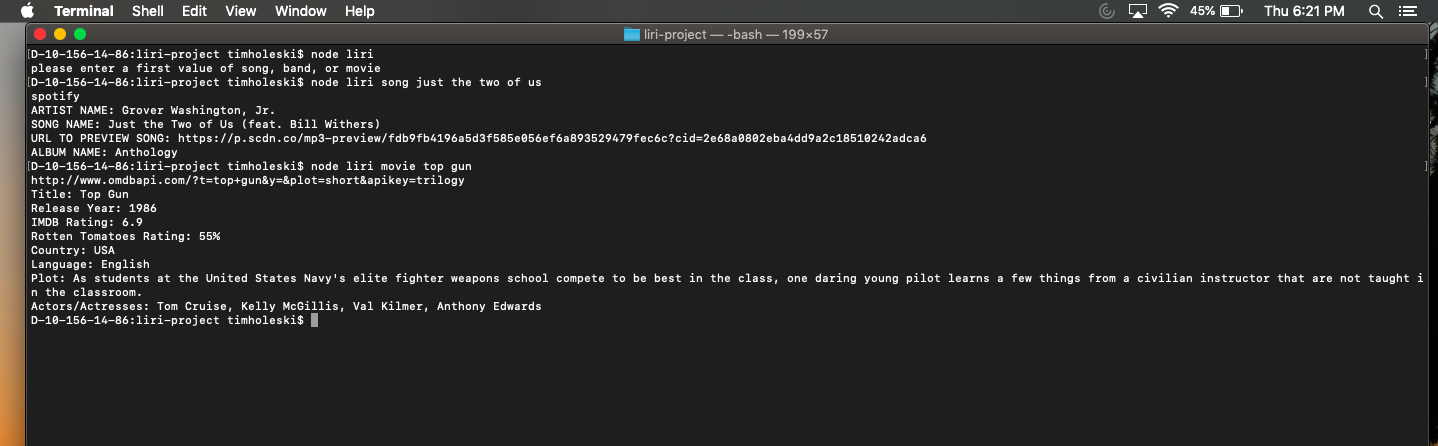 Terminal Shell Edit View Window Help 45% Thu 6:21 PM
liri-project — -bash — 199×57
[D-10-156-14-86:liri-project timholeski$ node liri ]
please enter a first value of song, band, or movie
[D-10-156-14-86:liri-project timholeski$ node liri song just the two of us ]
spotify
ARTIST NAME: Grover Washington, Jr.
SONG NAME: Just the Two of Us (feat. Bill Withers)
URL TO PREVIEW SONG: https://p.scdn.co/mp3-preview/fdb9fb4196a5d3f585e056ef6a893529479fec6c?cid=2e68a0802eba4dd9a2c18510242adca6
ALBUM NAME: Anthology
[D-10-156-14-86:liri-project timholeski$ node liri movie top gun ]
http://www.omdbapi.com/?t=top+gun&y=&plot=short&apikey=trilogy
Title: Top Gun
Release Year: 1986
IMDB Rating: 6.9
Rotten Tomatoes Rating: 55%
Country: USA
Language: English
Plot: As students at the United States Navy's elite fighter weapons school compete to be best in the class, one daring young pilot learns a few things from a civilian instructor that are not taught i
n the classroom.
Actors/Actresses: Tom Cruise, Kelly McGillis, Val Kilmer, Anthony Edwards
D-10-156-14-86:liri-project timholeski$